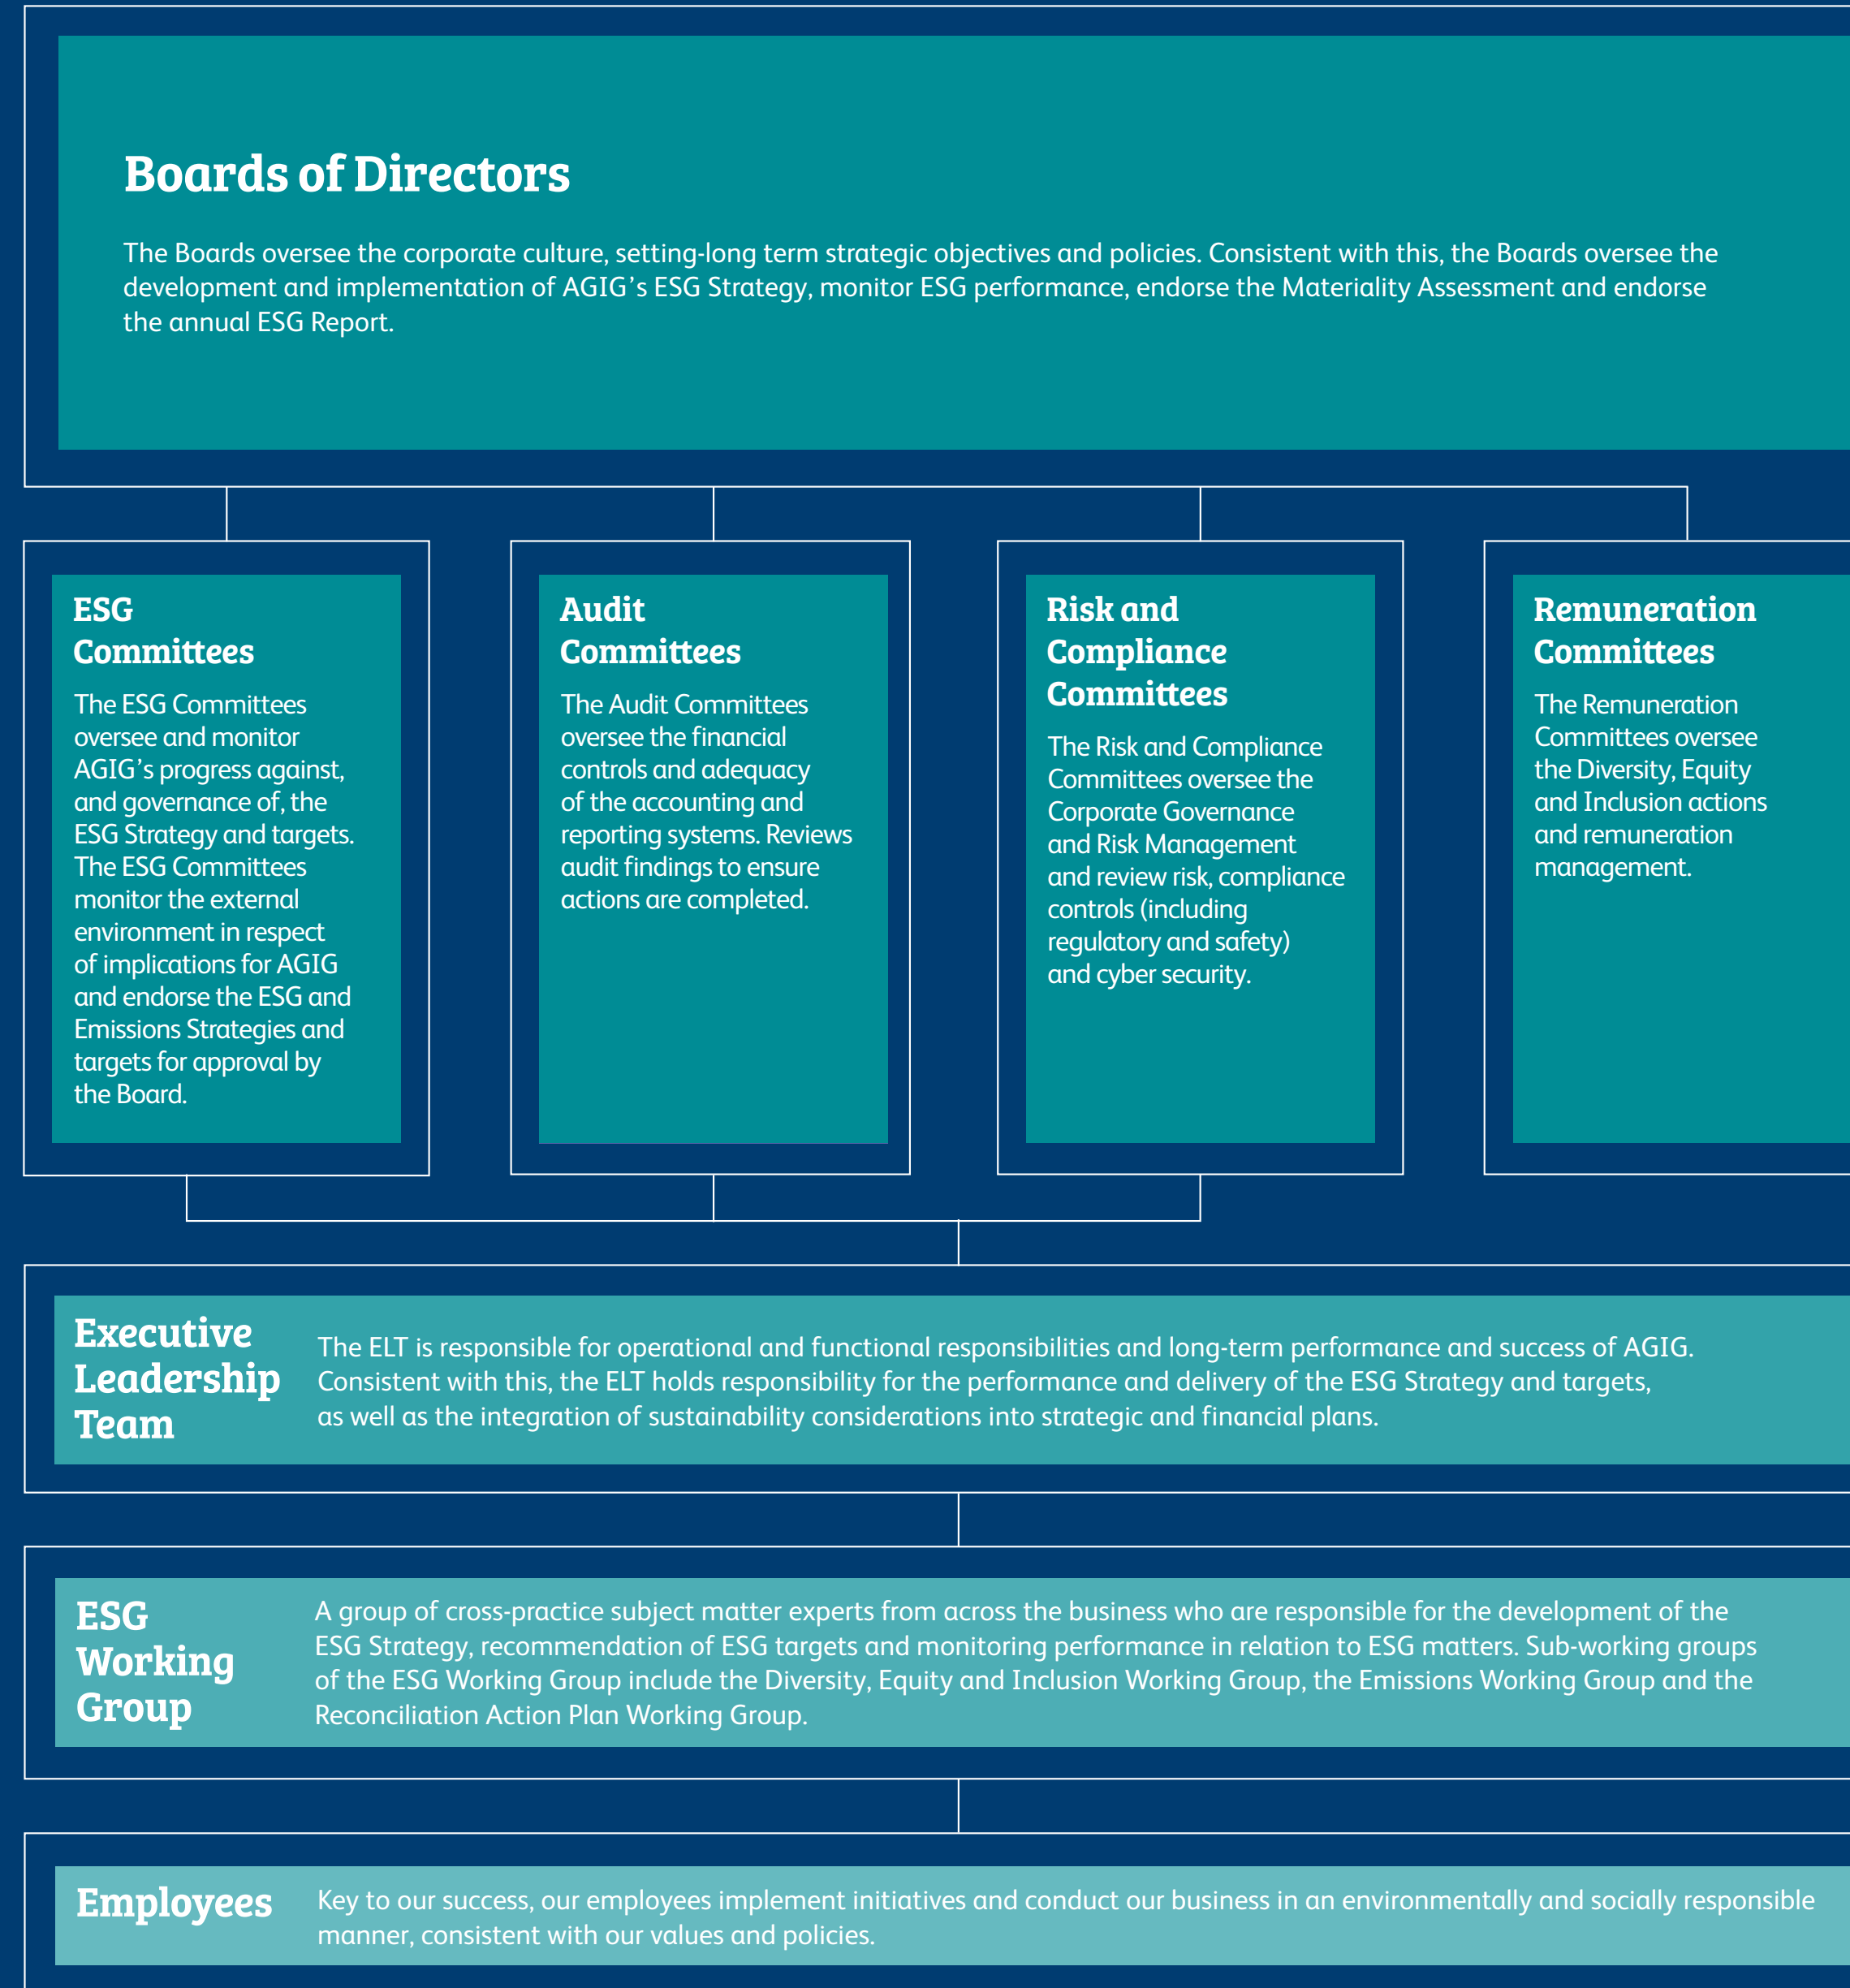 Boards of Directors
The Boards oversee the corporate culture, setting-long term strategic objectives and policies. Consistent with this, the Boards oversee the
development and implementation of AGIG's ESG Strategy, monitor ESG performance, endorse the Materiality Assessment and endorse
the annual ESG Report.
ESG
Committees
The ESG Committees
oversee and monitor
AGIG's progress against,
and governance of, the
ESG Strategy and targets.
The ESG Committees
monitor the external
environment in respect
of implications for AGIG
and endorse the ESG and
Emissions Strategies and
targets for approval by
the Board.
Audit
Committees
The Audit Committees
oversee the financial
controls and adequacy
of the accounting and
reporting systems. Reviews
audit findings to ensure
actions are completed.
Risk and
Compliance
Committees
The Risk and Compliance
Committees oversee the
Corporate Governance
and Risk Management
and review risk, compliance
controls (including
regulatory and safety)
and cyber security.
Remuneration
Committees
The Remuneration
Committees oversee
the Diversity, Equity
and Inclusion actions
and remuneration
management.
Executive
Leadership
Team
The ELT is responsible for operational and functional responsibilities and long-term performance and success of AGIG.
Consistent with this, the ELT holds responsibility for the performance and delivery of the ESG Strategy and targets,
as well as the integration of sustainability considerations into strategic and financial plans.
ESG
Working
Group
A group of cross-practice subject matter experts from across the business who are responsible for the development of the
ESG Strategy, recommendation of ESG targets and monitoring performance in relation to ESG matters. Sub-working groups
of the ESG Working Group include the Diversity, Equity and Inclusion Working Group, the Emissions Working Group and the
Reconciliation Action Plan Working Group.
Employees
Key to our success, our employees implement initiatives and conduct our business in an environmentally and socially responsible
manner, consistent with our values and policies.